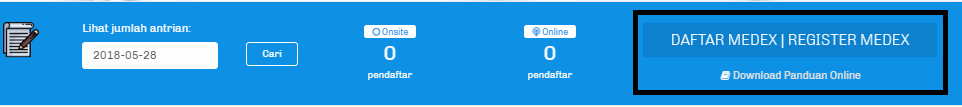 Lihat jumlah antrian:
2018-05-28
Cari
Onsite
0
pendaftar
Online
0
pendaftar
DAFTAR MEDEX | REGISTER MEDEX
Download Panduan Online